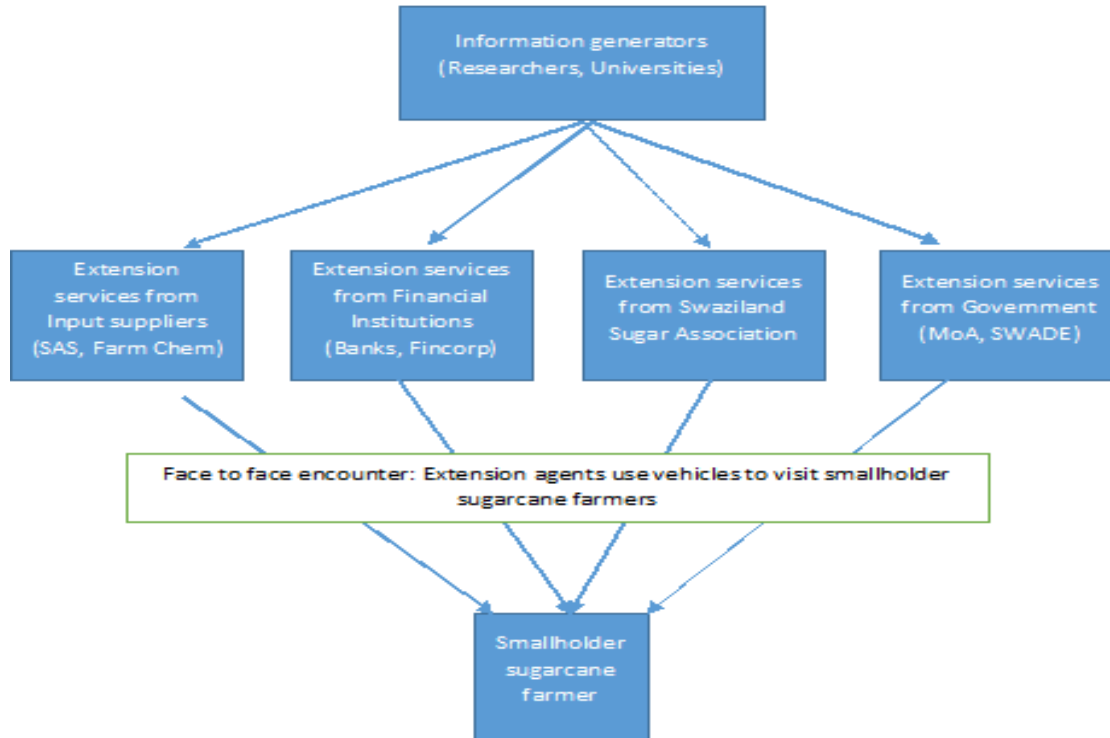 Information generators
(Researchers, Universities)
Extension
services from
Input suppliers
(SAS, Farm Chem)
Extension services
from Financial
Institutions
(Banks, Fincorp)
Extension services
from Swaziland
Sugar Association
Extension services
from Government
(MoA, SWADE)
Face to face encounter: Extension agents use vehicles to visit smallholder
sugarcane farmers
Smallholder
sugarcane
farmer